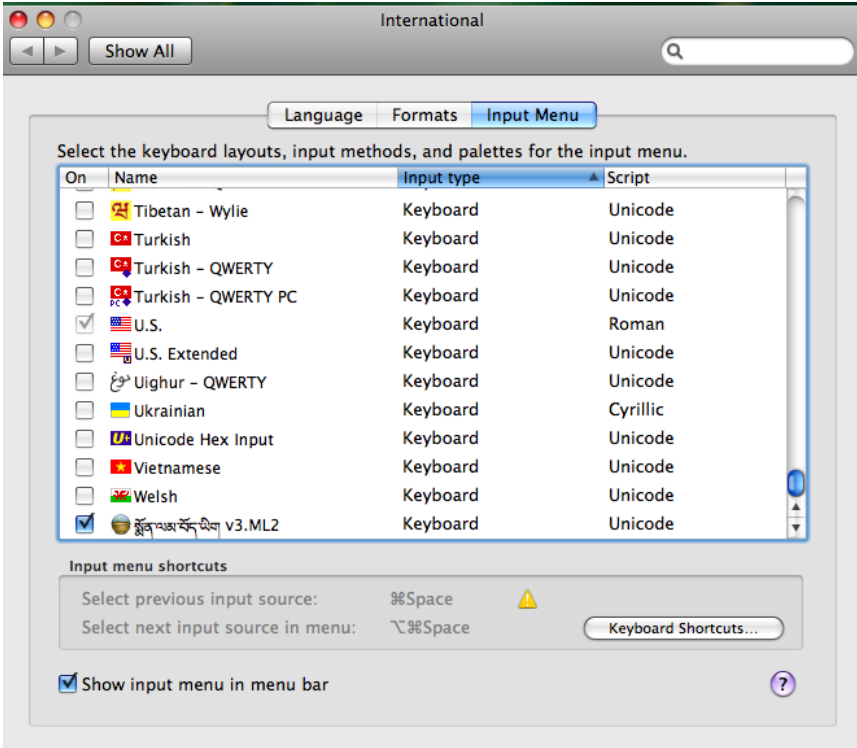 International
Show All
Language Formats Input Menu
Select the keyboard layouts, input methods, and palettes for the input menu.
On Name Input type Script
Tibetan – Wylie Keyboard Unicode
Turkish Keyboard Unicode
Turkish – QWERTY Keyboard Unicode
Turkish – QWERTY PC Keyboard Unicode
U.S. Keyboard Roman
U.S. Extended Keyboard Unicode
Uighur – QWERTY Keyboard Unicode
Ukrainian Keyboard Cyrillic
Unicode Hex Input Keyboard Unicode
Vietnamese Keyboard Unicode
Welsh Keyboard Unicode
སྨོན་ལམ་བོད་ཡིག v3.ML2 Keyboard Unicode
Input menu shortcuts
Select previous input source: ⌘Space
Select next input source in menu: ⌥⌘Space
Keyboard Shortcuts...
Show input menu in menu bar
?